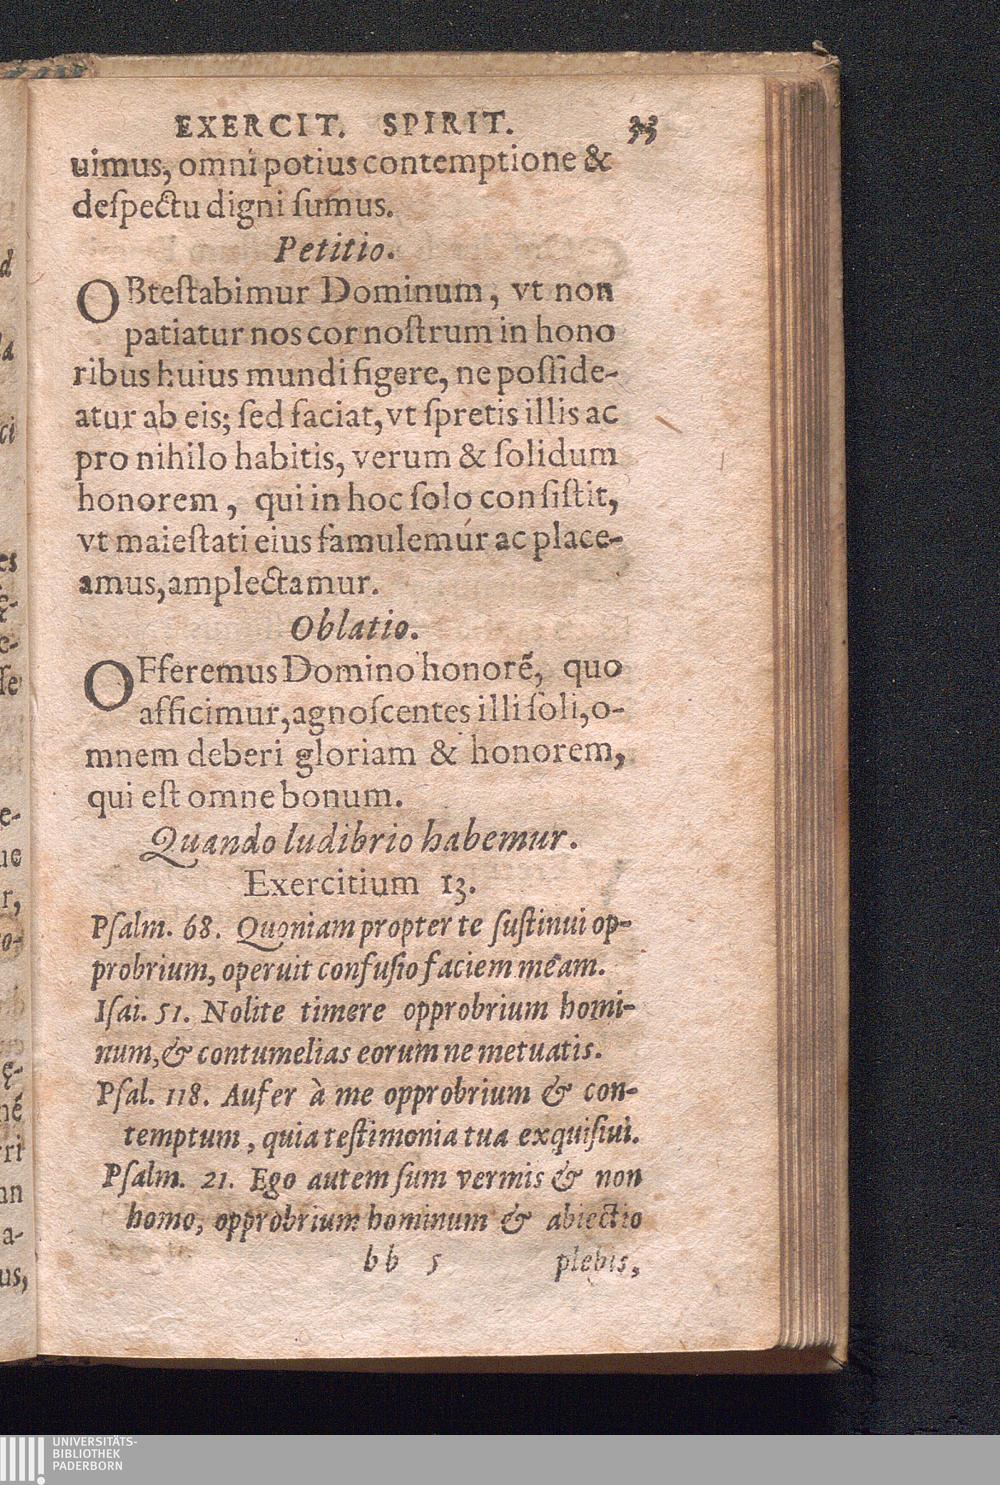 EXERCIT. SPIRIT. 33
uimus, omni potius contemptione &
deſpectu digni ſumus.
Petitio.
OBteſtabimur Dominum, vt non
patiatur nos cor noſtrum in hono
ribus huius mundi figere, ne poſſide-
atur ab eis; ſed faciat, vt ſpretis illis ac
pro nihilo habitis, verum & ſolidum
honorem, qui in hoc ſolo conſiſtit,
vt maieſtati eius famulemur ac place-
amus, amplectamur.
Oblatio.
OFferemus Domino honorẽ, quo
afficimur, agnoſcentes illi ſoli, o-
mnem deberi gloriam & honorem,
qui eſt omne bonum.
Quando ludibrio habemur.
Exercitium 13.
Pſalm. 68. Quoniam propter te ſuſtinui op-
probrium, operuit confuſio faciem meam.
Iſai. 51. Nolite timere opprobrium homi-
num, & contumelias eorum ne metuatis.
Pſal. 118. Aufer à me opprobrium & con-
temptum, quia teſtimonia tua exquiſiui.
Pſalm. 21. Ego autem ſum vermis & non
homo, opprobrium hominum & abiectio
bb 5 plebis,
UNIVERSITÄTS-
BIBLIOTHEK
PADERBORN